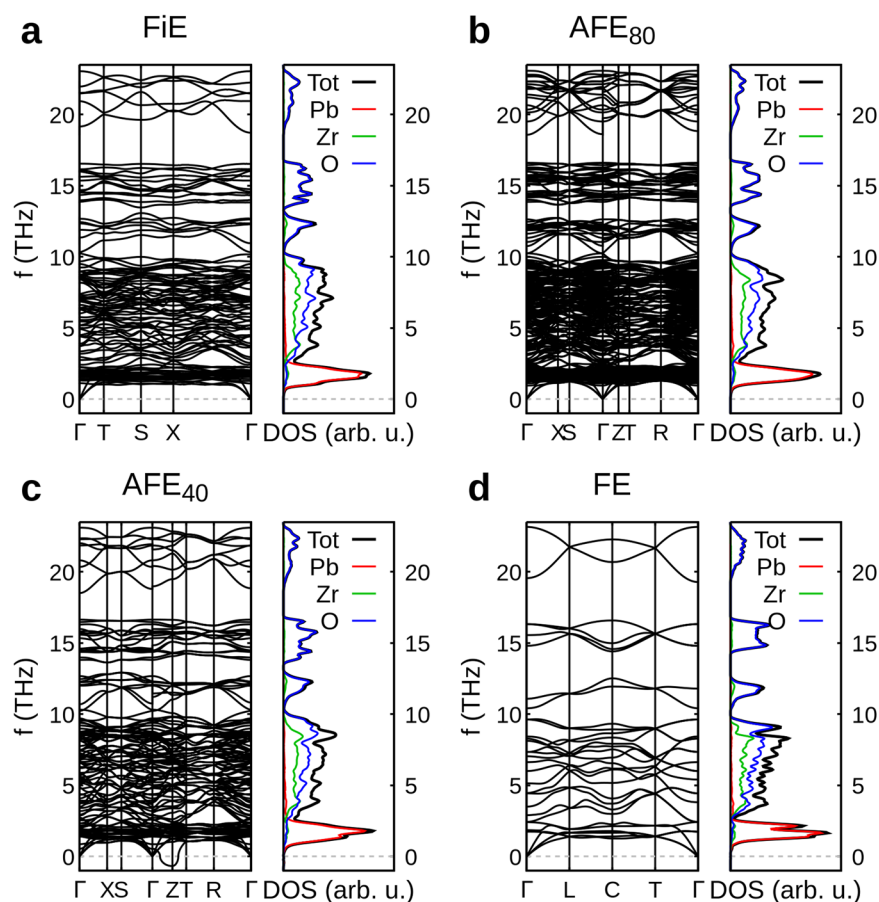 a FiE
f (THz)
20
15
10
5
0
Γ T S X Γ
Tot
Pb
Zr
O
20
15
10
5
0
DOS (arb. u.)
b AFE80
f (THz)
20
15
10
5
0
Γ XS Γ ZT R Γ
Tot
Pb
Zr
O
20
15
10
5
0
DOS (arb. u.)
c AFE40
f (THz)
20
15
10
5
0
Γ XS Γ ZT R Γ
Tot
Pb
Zr
O
20
15
10
5
0
DOS (arb. u.)
d FE
f (THz)
20
15
10
5
0
Γ L C T Γ
Tot
Pb
Zr
O
20
15
10
5
0
DOS (arb. u.)